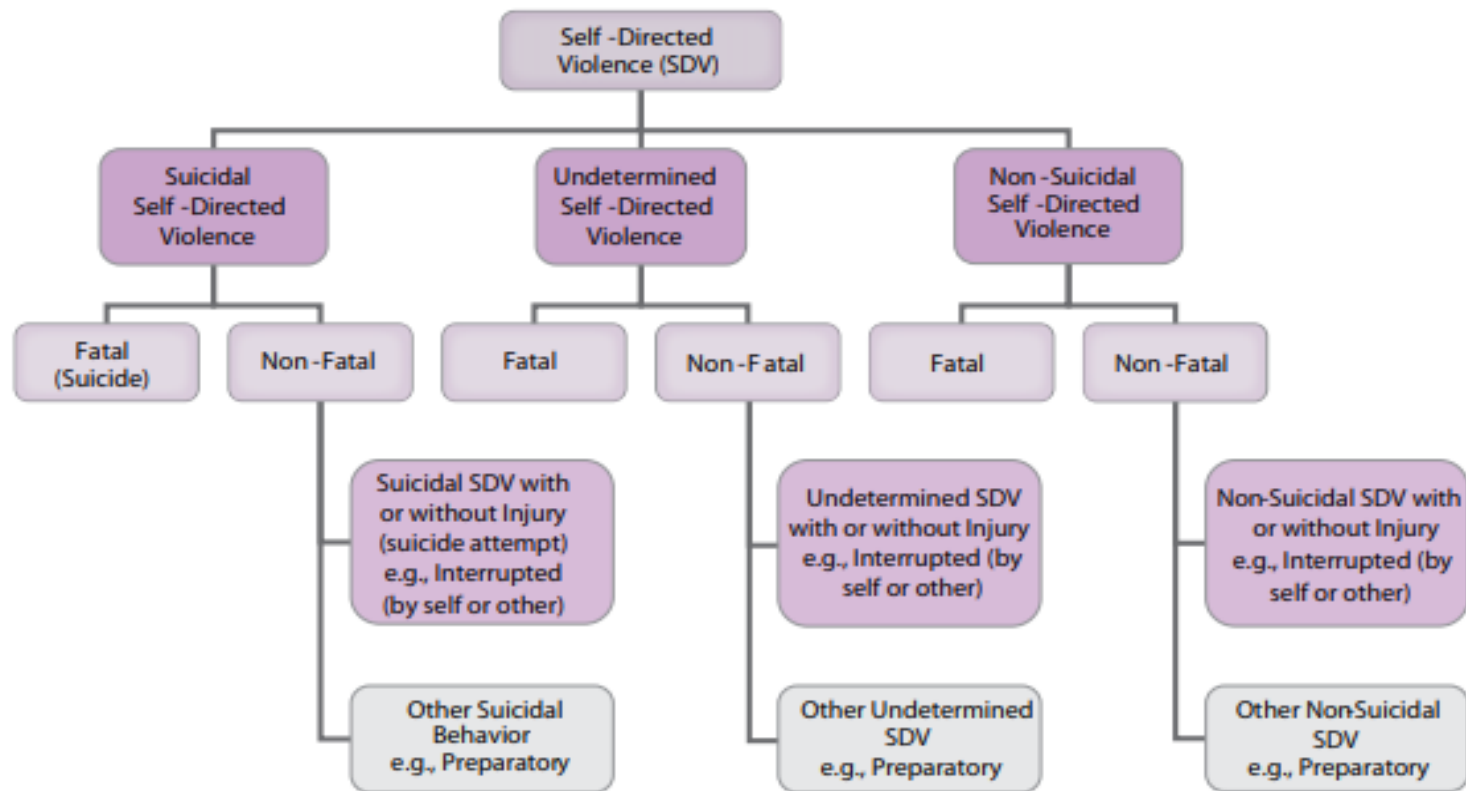 Self -Directed
Violence (SDV)
Suicidal
Self -Directed
Violence
Undetermined
Self -Directed
Violence
Non -Suicidal
Self -Directed
Violence
Fatal
(Suicide)
Non -Fatal
Fatal
Non -Fatal
Fatal
Non -Fatal
Suicidal SDV with
or without Injury
(suicide attempt)
e.g., Interrupted
(by self or other)
Undetermined SDV
with or without Injury
e.g., Interrupted (by
self or other)
Non-Suicidal SDV with
or without Injury
e.g., Interrupted (by
self or other)
Other Suicidal
Behavior
e.g., Preparatory
Other Undetermined
SDV
e.g., Preparatory
Other Non-Suicidal
SDV
e.g., Preparatory